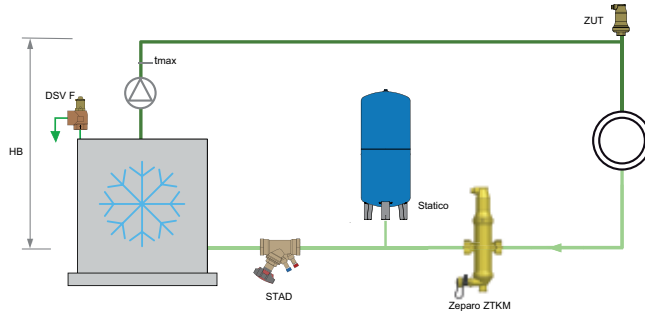 ZUT
tmax
DSV F
HB
Statico
STAD
Zeparo ZTKM